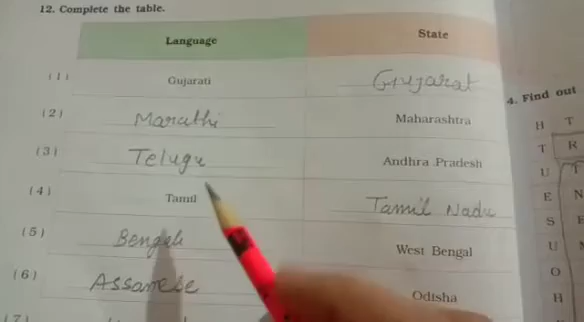 12. Complete the table.
Language State
(1) Gujarati Gujarat
(2) Marathi Maharashtra
(3) Telugu Andhra Pradesh
(4) Tamil Tamil Nadu
(5) Bengali West Bengal
(6) Assamese Odisha
(7)
4. Find out
H T
T R
U T
E N
S E
U
O
H